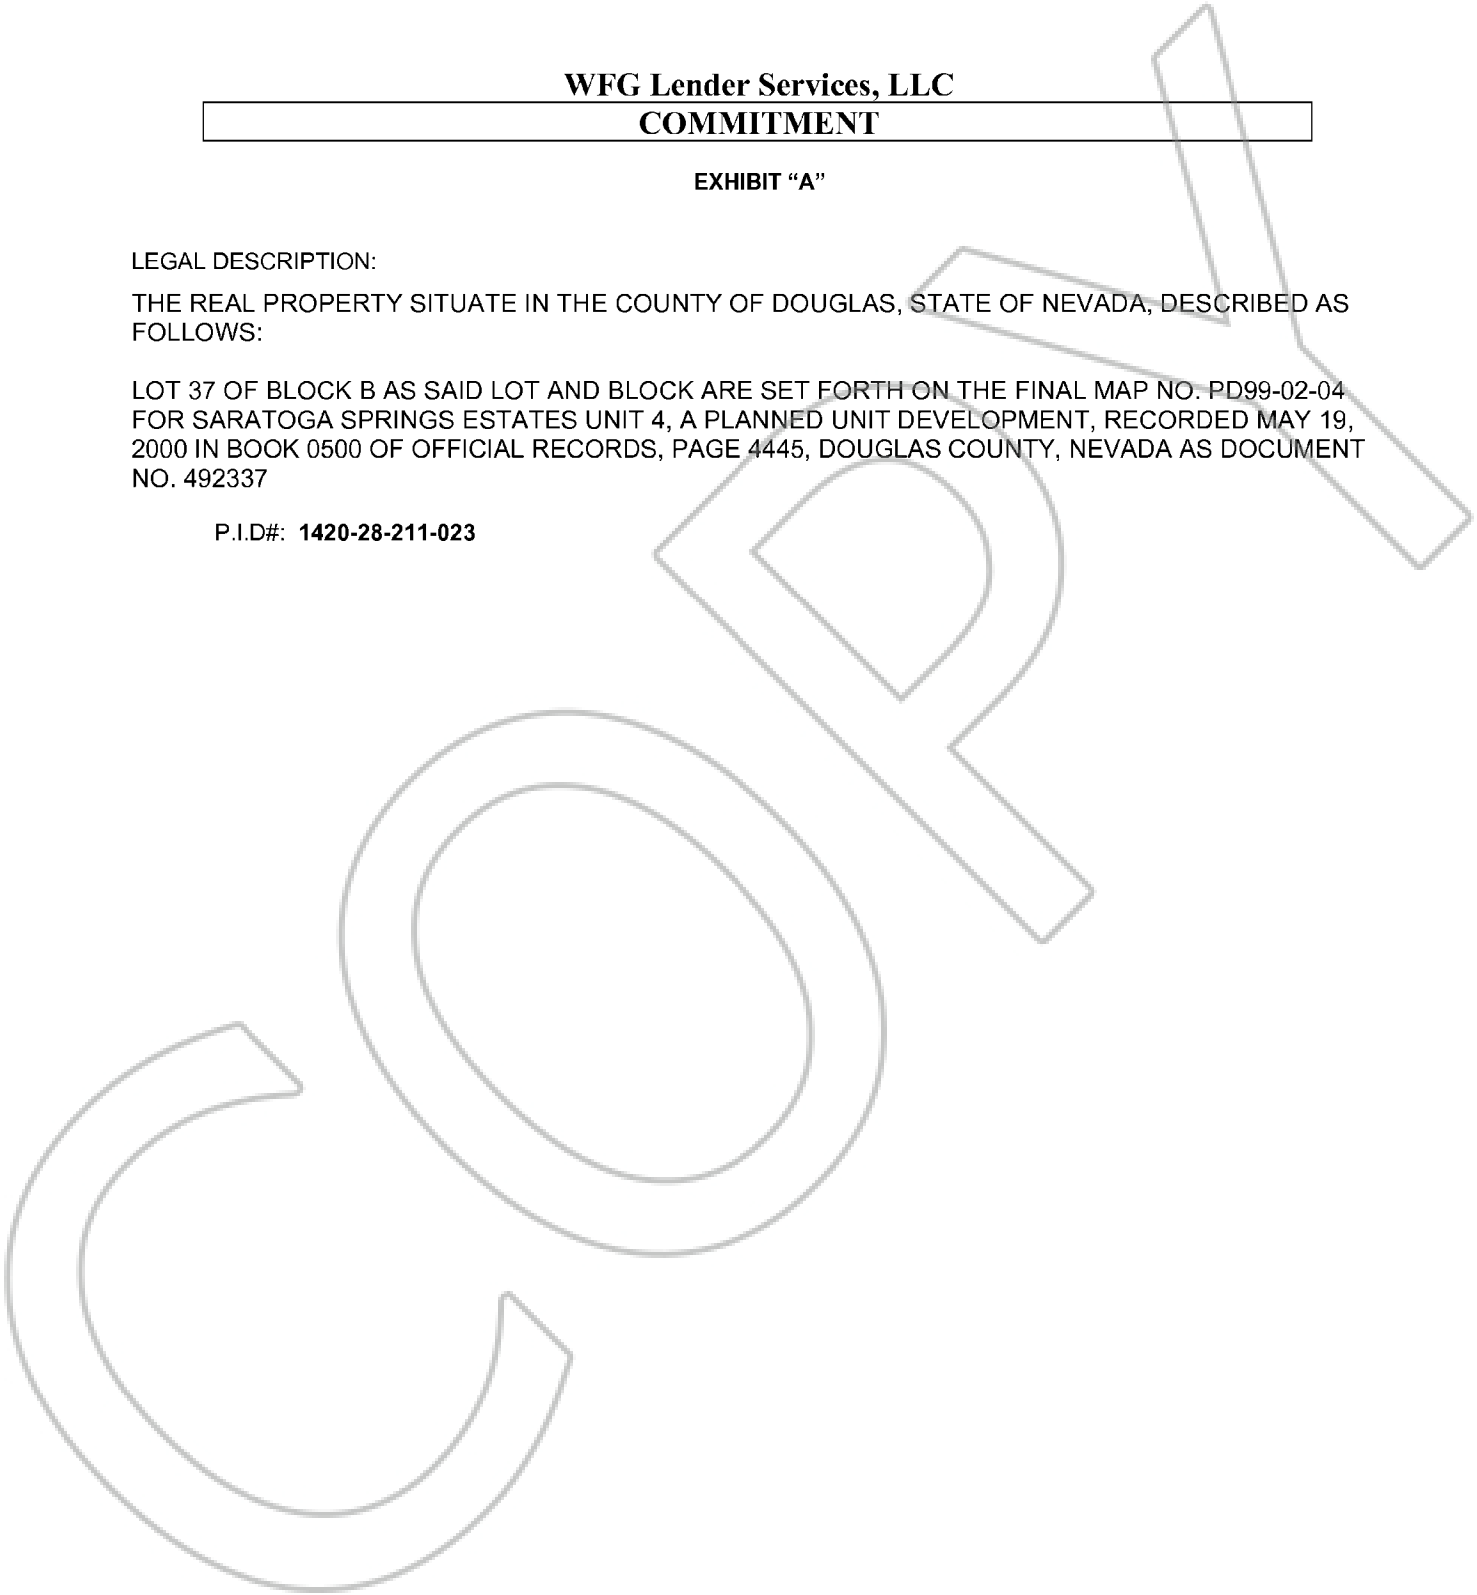 WFG Lender Services, LLC
COMMITMENT
EXHIBIT “A”
LEGAL DESCRIPTION:
THE REAL PROPERTY SITUATE IN THE COUNTY OF DOUGLAS, STATE OF NEVADA, DESCRIBED AS
FOLLOWS:
LOT 37 OF BLOCK B AS SAID LOT AND BLOCK ARE SET FORTH ON THE FINAL MAP NO. PD99-02-04
FOR SARATOGA SPRINGS ESTATES UNIT 4, A PLANNED UNIT DEVELOPMENT, RECORDED MAY 19,
2000 IN BOOK 0500 OF OFFICIAL RECORDS, PAGE 4445, DOUGLAS COUNTY, NEVADA AS DOCUMENT
NO. 492337
P.I.D#: 1420-28-211-023
COPY